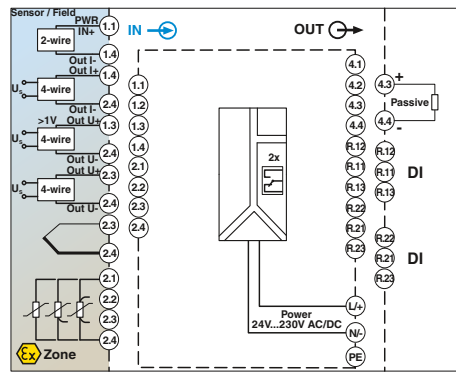 Sensor / Field
PWR
IN+
1.1
2-wire
1.4
Out I-
Out I+
1.4
Us
4-wire
2.4
Out I-
>1V Out U+
1.3
Us
4-wire
2.4
Out U-
Out U+
2.3
Us
4-wire
2.4
Out U-
2.3
2.4
2.1
2.2
2.3
2.4
Ex Zone
IN
OUT
1.1
1.2
1.3
1.4
2.1
2.2
2.3
2.4
2x
Power
24V...230V AC/DC
4.1
4.2
4.3
4.4
R.12
R.11
R.13
R.22
R.21
R.23
L/+
N/-
PE
4.3
+
Passive
4.4
-
R.12
R.11
DI
R.13
R.22
R.21
DI
R.23